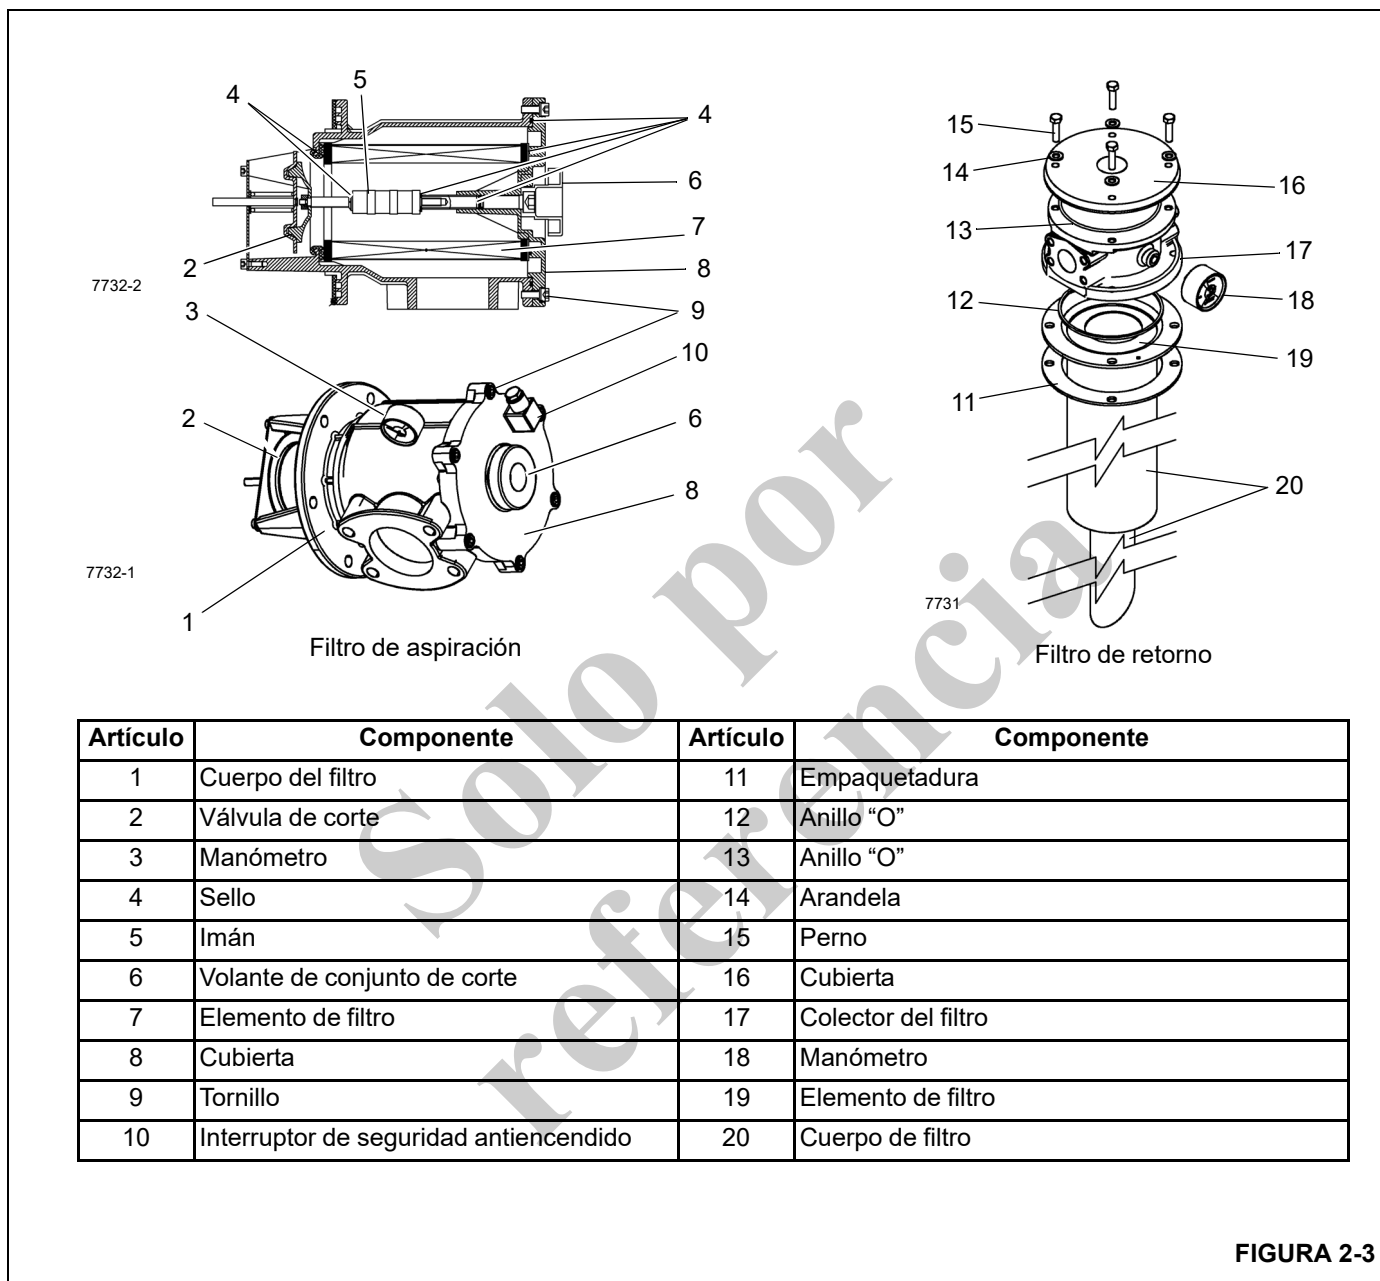 4
5
4
6
7
8
2
7732-2
3
9
10
2
6
8
7732-1
1
Filtro de aspiración
15
14
16
13
17
12
18
19
11
20
7731
Filtro de retorno
Artículo Componente Artículo Componente
1 Cuerpo del filtro 11 Empaquetadura
2 Válvula de corte 12 Anillo “O”
3 Manómetro 13 Anillo “O”
4 Sello 14 Arandela
5 Imán 15 Perno
6 Volante de conjunto de corte 16 Cubierta
7 Elemento de filtro 17 Colector del filtro
8 Cubierta 18 Manómetro
9 Tornillo 19 Elemento de filtro
10 Interruptor de seguridad antiencendido 20 Cuerpo de filtro
Solo por
referencia
FIGURA 2-3